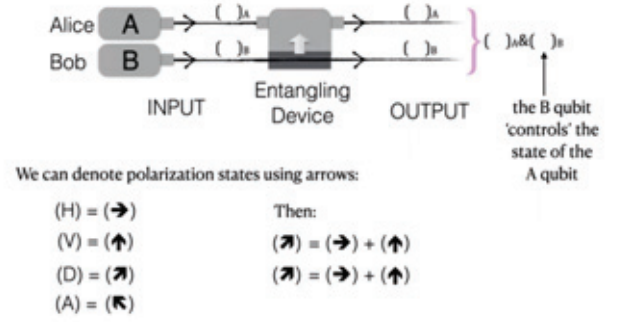 Alice A ( )A ( )A
Bob B ( )B ( )B ( )A&( )B
INPUT Entangling Device OUTPUT
the B qubit
'controls' the
state of the
A qubit
We can denote polarization states using arrows:
(H) = (➔) Then:
(V) = (↑) (↗) = (➔) + (↑)
(D) = (↗) (↗) = (➔) + (↑)
(A) = (↖)